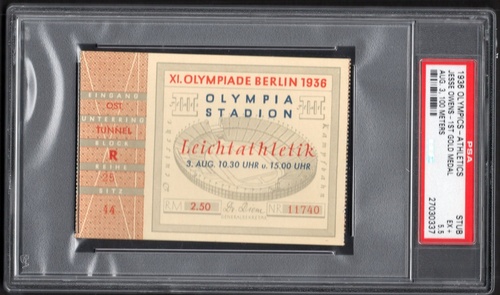 XI. OLYMPIADE BERLIN 1936
OLYMPIA
STADION
Leichtathletik
3. AUG. 10.30 UHR u. 15.00 UHR
RM 2.50
NR 11740
EINGANG
OST
UNTERRING
TUNNEL
BLOCK
R
REIHE
SITZ
44
PSA
1936 OLYMPICS - ATHLETICS
JESSE OWENS - 1ST GOLD MEDAL
AUG. 3, 100 METERS
STUB
EX +
5.5
27030337